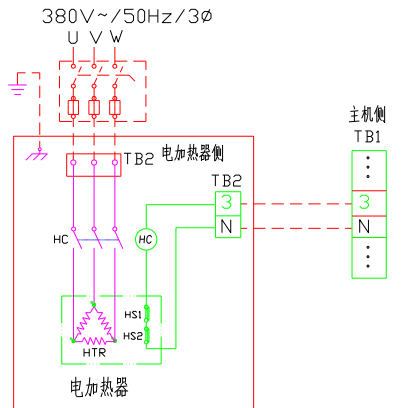 380V~/50Hz/3Ø
U V W
主机侧
TB1
TB2 电加热器侧
TB2
3
N
3
N
HC
HC
HS1
HS2
HTR
电加热器